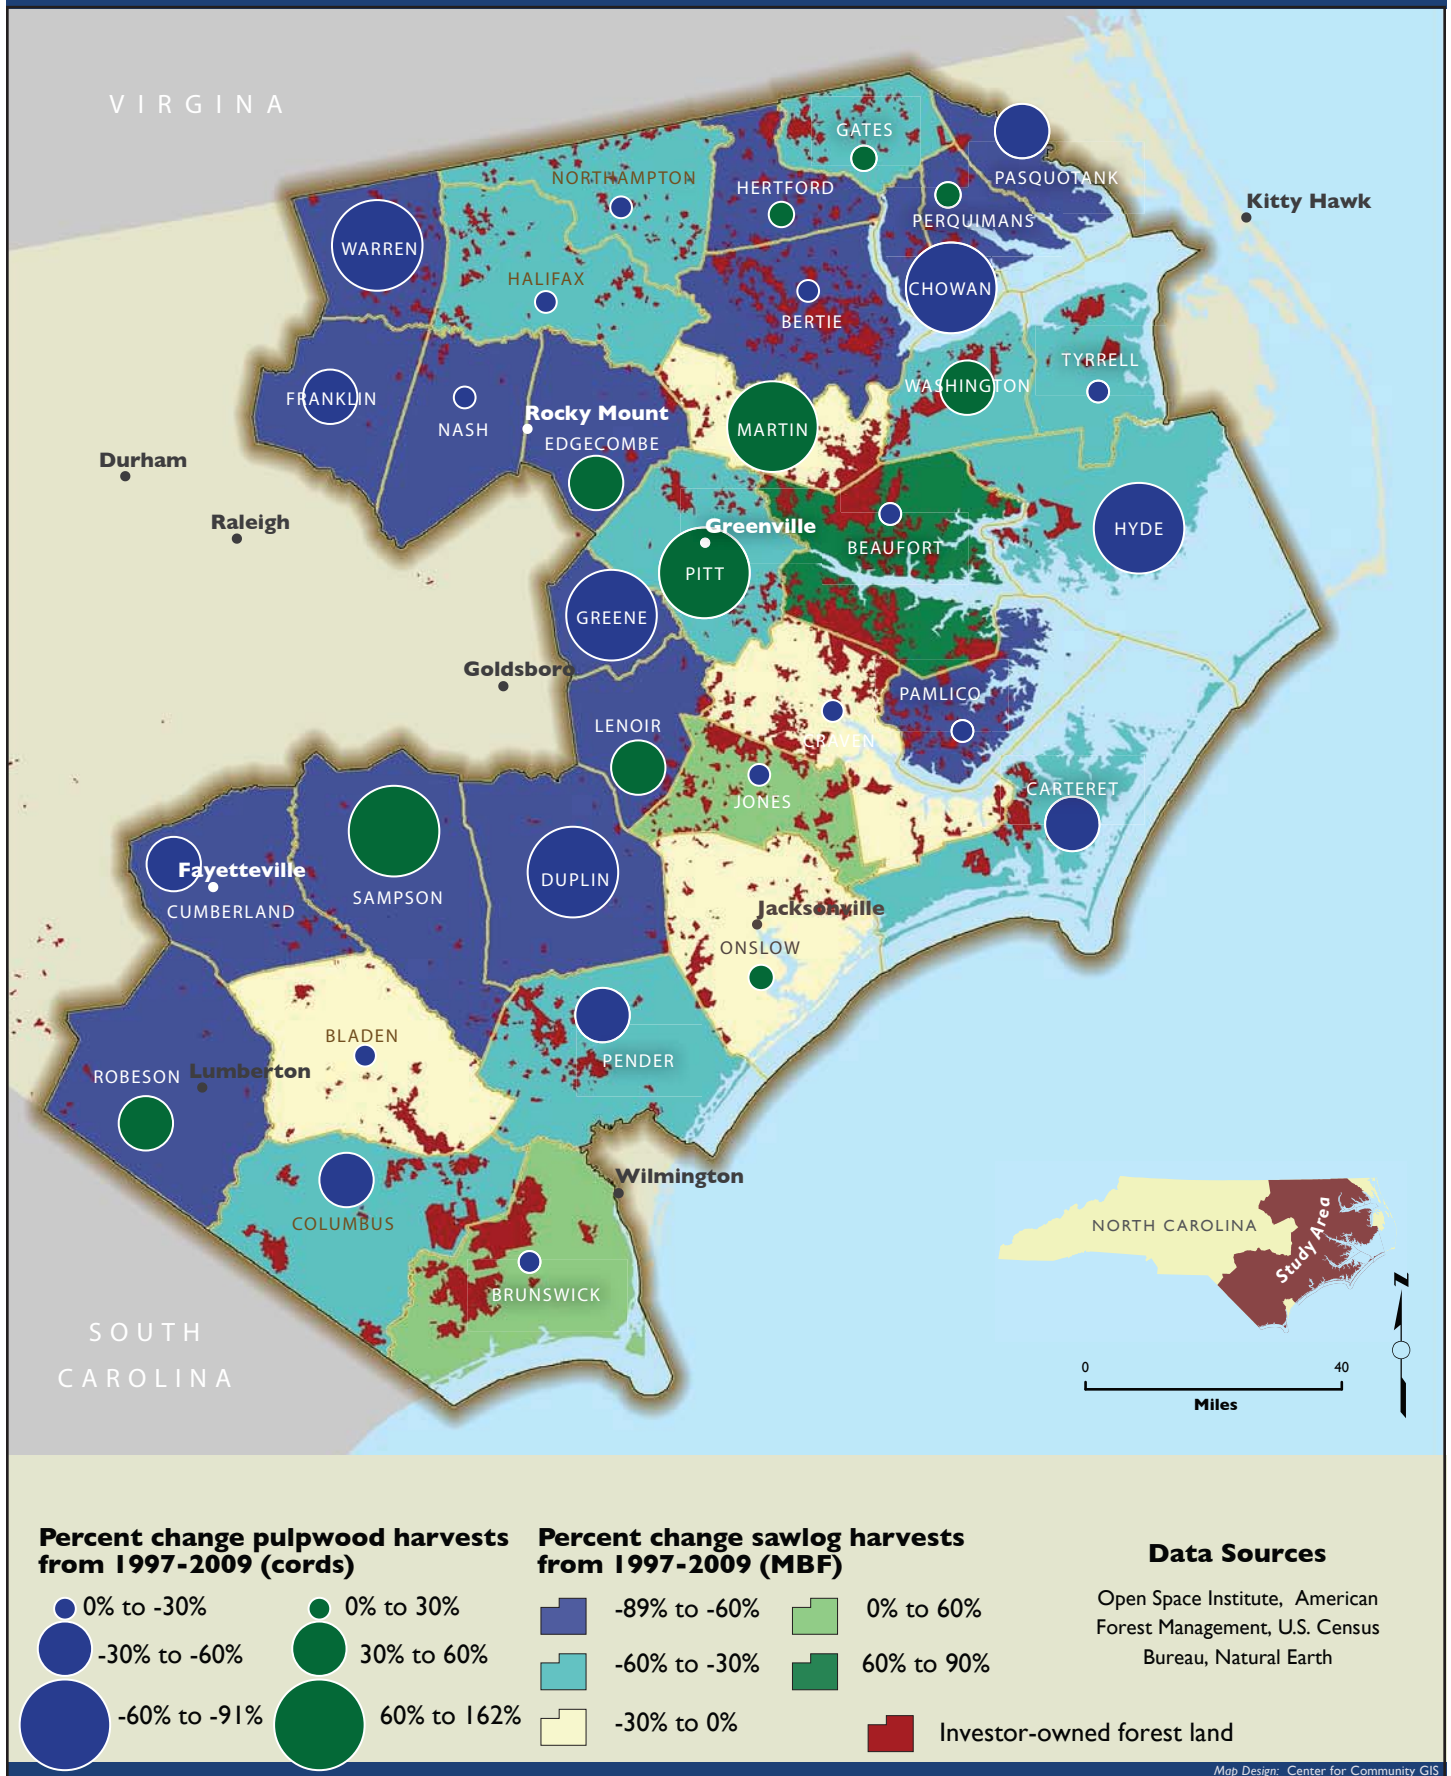 VIRGINA
GATES
PASQUOTANK
NORTHAMPTON
HERTFORD
Kitty Hawk
PERQUIMANS
WARREN
HALIFAX
CHOWAN
BERTIE
TYRRELL
WASHINGTON
FRANKLIN
Rocky Mount
NASH
MARTIN
EDGECOMBE
Durham
Raleigh
Greenville
HYDE
BEAUFORT
PITT
GREENE
Goldsboro
PAMLICO
LENOIR
CRAVEN
CARTERET
JONES
Fayetteville
DUPLIN
SAMPSON
CUMBERLAND
Jacksonville
ONSLOW
BLADEN
PENDER
ROBESON
Lumberton
Wilmington
COLUMBUS
BRUNSWICK
NORTH CAROLINA
Study Area
N
SOUTH
CAROLINA
0 40
Miles
Percent change pulpwood harvests
from 1997-2009 (cords)
0% to -30%
-30% to -60%
-60% to -91%
0% to 30%
30% to 60%
60% to 162%
Percent change sawlog harvests
from 1997-2009 (MBF)
-89% to -60%
-60% to -30%
-30% to 0%
0% to 60%
60% to 90%
Investor-owned forest land
Data Sources
Open Space Institute, American
Forest Management, U.S. Census
Bureau, Natural Earth
Map Design: Center for Community GIS